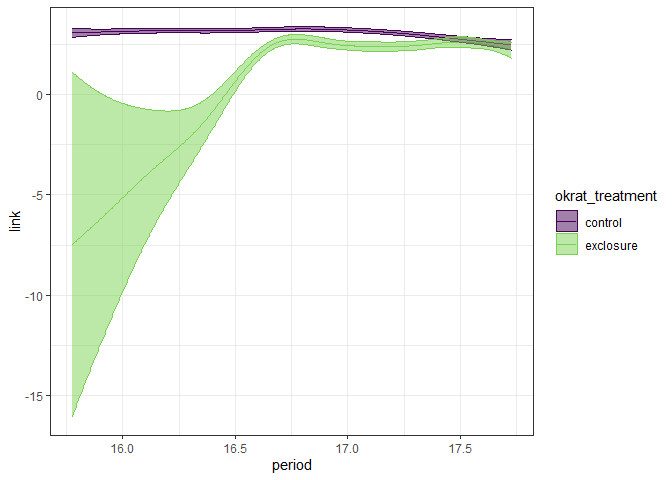 0
-5
-10
-15
link
16.0 16.5 17.0 17.5
period
okrat_treatment
control
exclosure